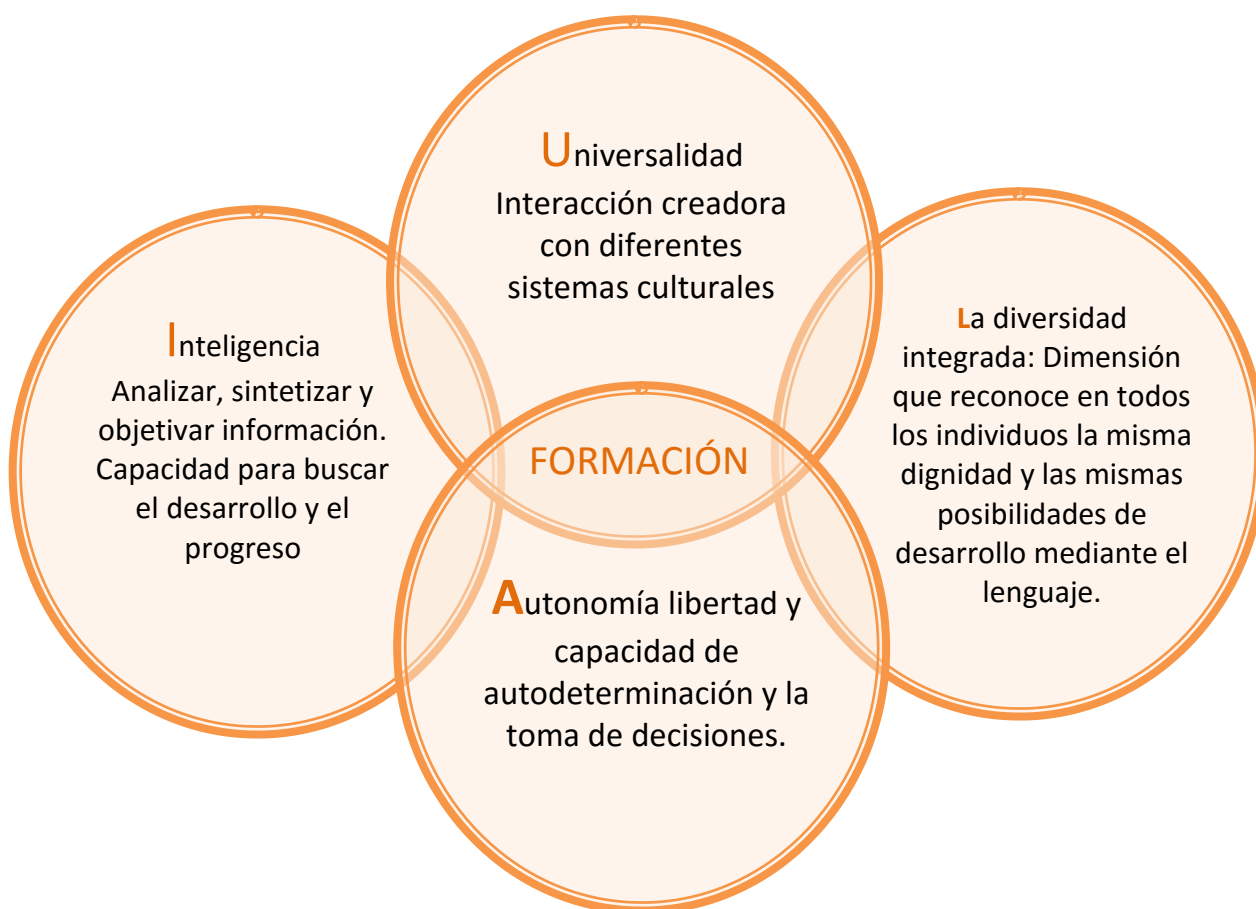 Universalidad
Interacción creadora
con diferentes
sistemas culturales
Inteligencia
Analizar, sintetizar y
objetivar información.
Capacidad para buscar
el desarrollo y el
progreso
La diversidad
integrada: Dimensión
que reconoce en todos
los individuos la misma
dignidad y las mismas
posibilidades de
desarrollo mediante el
lenguaje.
FORMACIÓN
Autonomía libertad y
capacidad de
autodeterminación y la
toma de decisiones.